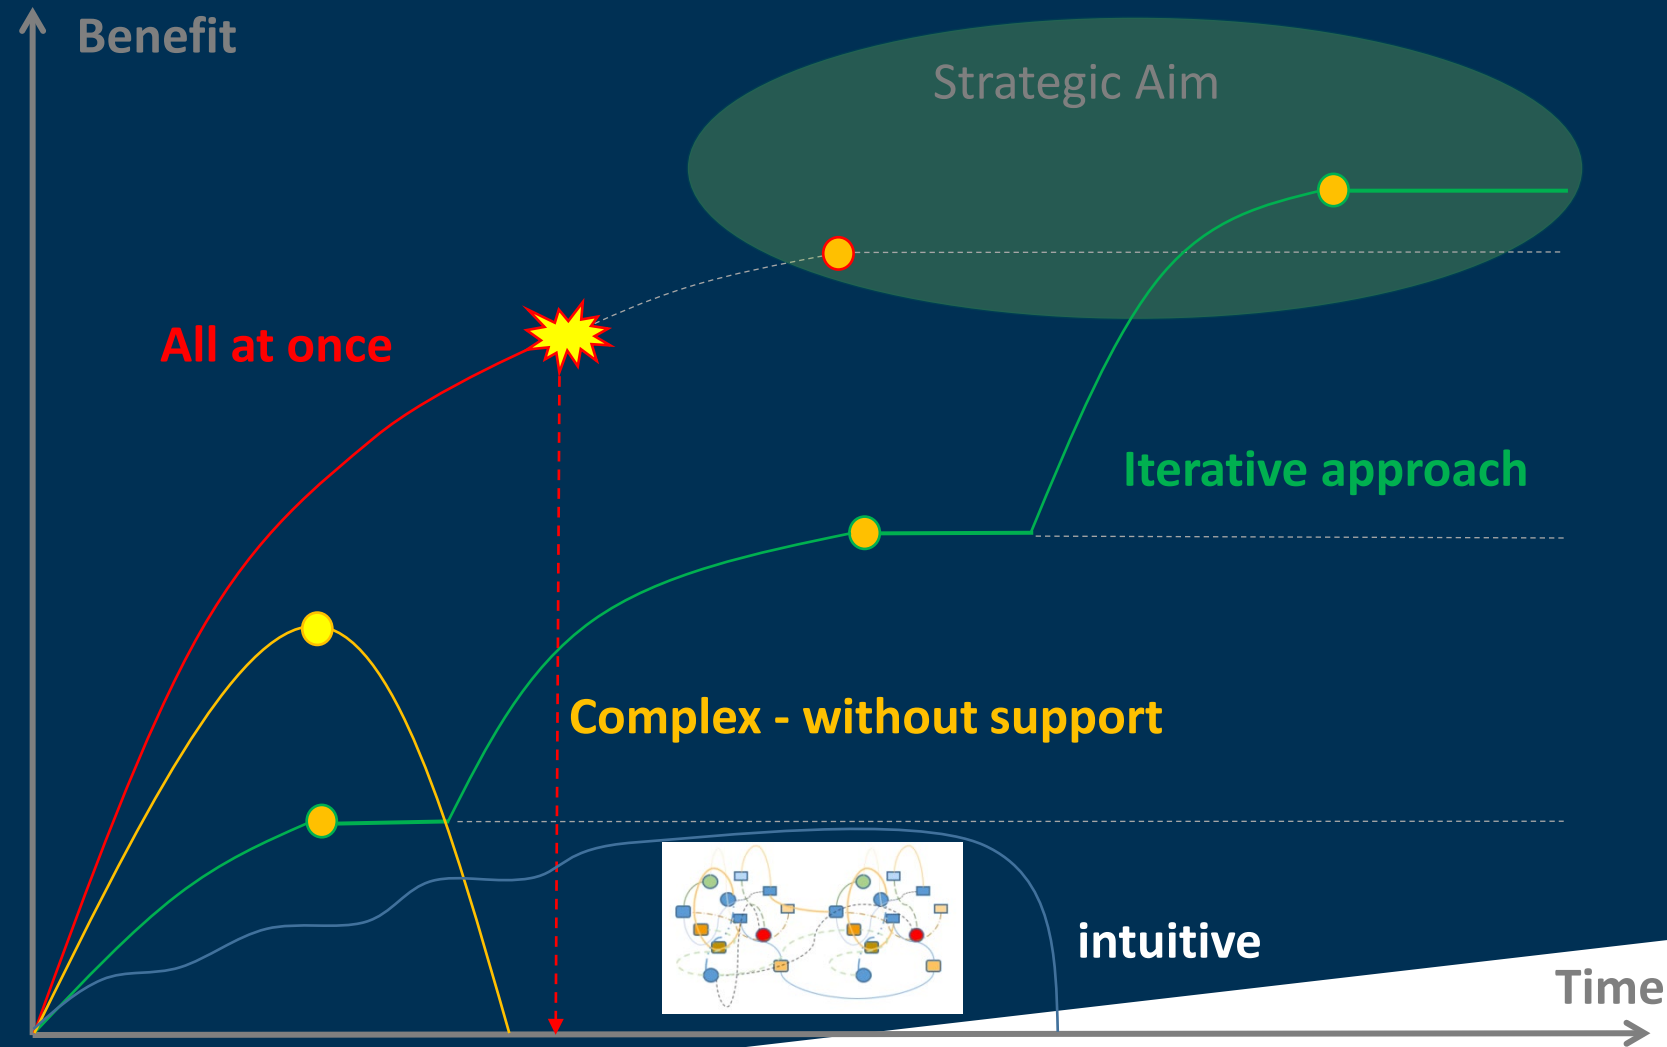 Benefit
Strategic Aim
All at once
Iterative approach
Complex - without support
intuitive
Time